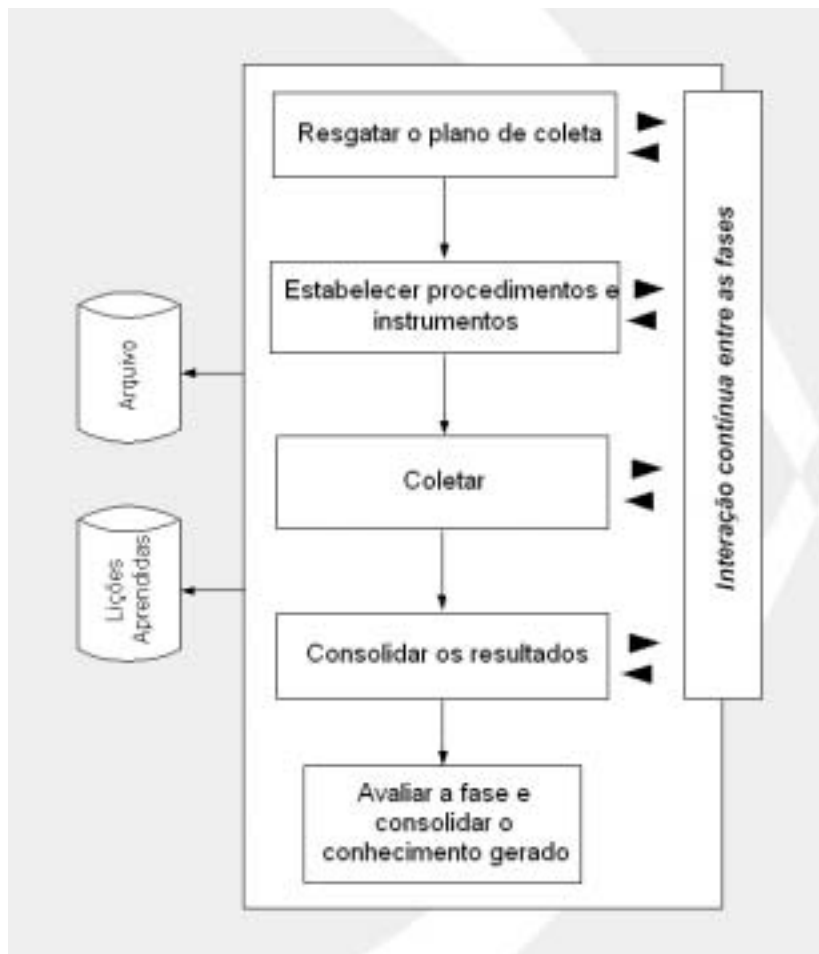 Resgatar o plano de coleta
Estabelecer procedimentos e
instrumentos
Coletar
Consolidar os resultados
Avaliar a fase e
consolidar o
conhecimento gerado
Arquivo
Lições
Aprendidas
Interação contínua entre as fases